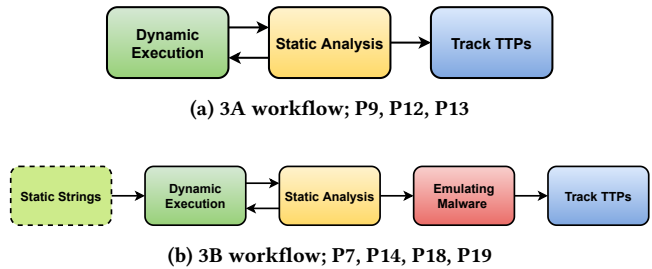 Dynamic
Execution
Static Analysis
Track TTPs
(a) 3A workflow; P9, P12, P13
Static Strings
Dynamic
Execution
Static Analysis
Emulating
Malware
Track TTPs
(b) 3B workflow; P7, P14, P18, P19